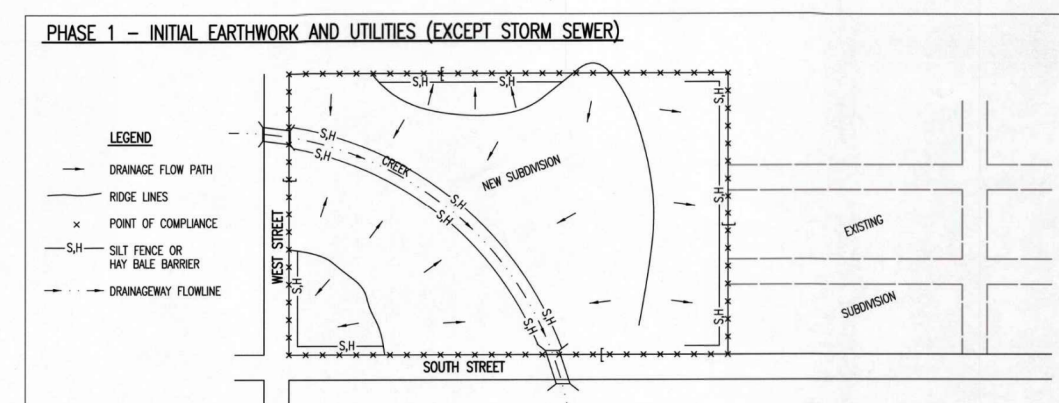 PHASE 1 – INITIAL EARTHWORK AND UTILITIES (EXCEPT STORM SEWER)
LEGEND
DRAINAGE FLOW PATH
RIDGE LINES
× POINT OF COMPLIANCE
S,H SILT FENCE OR
HAY BALE BARRIER
DRAINAGEWAY FLOWLINE
S,H
S,H
S,H
S,H
S,H
CREEK
S,H
S,H
NEW SUBDIVISION
S,H
WEST STREET
S,H
S,H
S,H
S,H
S,H
S,H
SOUTH STREET
EXISTING
SUBDIVISION